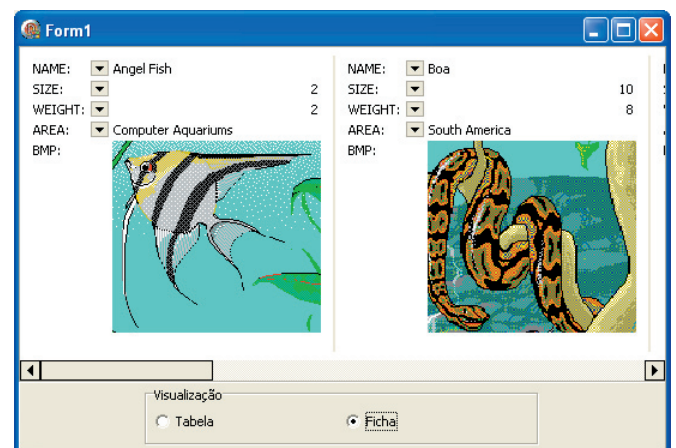 Form1
NAME: Angel Fish
SIZE: 2
WEIGHT: 2
AREA: Computer Aquariums
BMP:
NAME: Boa
SIZE: 10
WEIGHT: 8
AREA: South America
BMP:
Visualização
Tabela
Ficha